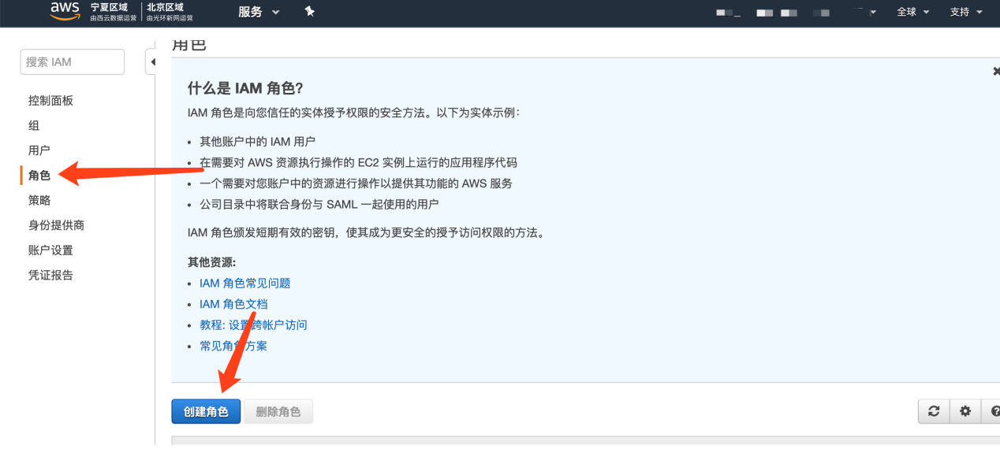 aws
宁夏区域
由西云数据运营
北京区域
由光环新网运营
服务
全球
支持
搜索 IAM
控制面板
组
用户
角色
策略
身份提供商
账户设置
凭证报告
角色
什么是 IAM 角色?
IAM 角色是向您信任的实体授予权限的安全方法。以下为实体示例:
其他账户中的 IAM 用户
在需要对 AWS 资源执行操作的 EC2 实例上运行的应用程序代码
一个需要对您账户中的资源进行操作以提供其功能的 AWS 服务
公司目录中将联合身份与 SAML 一起使用的用户
IAM 角色颁发短期有效的密钥，使其成为更安全的授予访问权限的方法。
其他资源:
IAM 角色常见问题
IAM 角色文档
教程: 设置跨帐户访问
常见角色方案
创建角色
删除角色